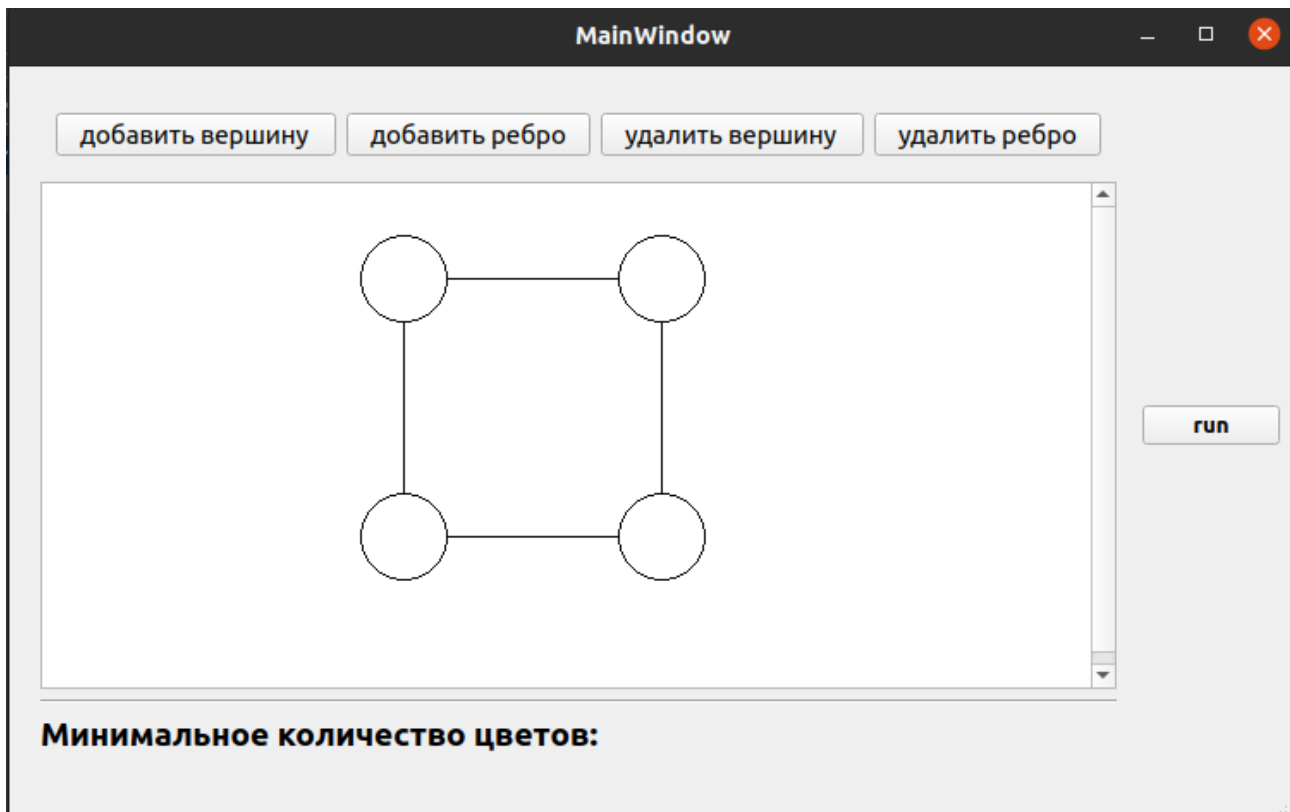 MainWindow
добавить вершину добавить ребро удалить вершину удалить ребро
run
Минимальное количество цветов: